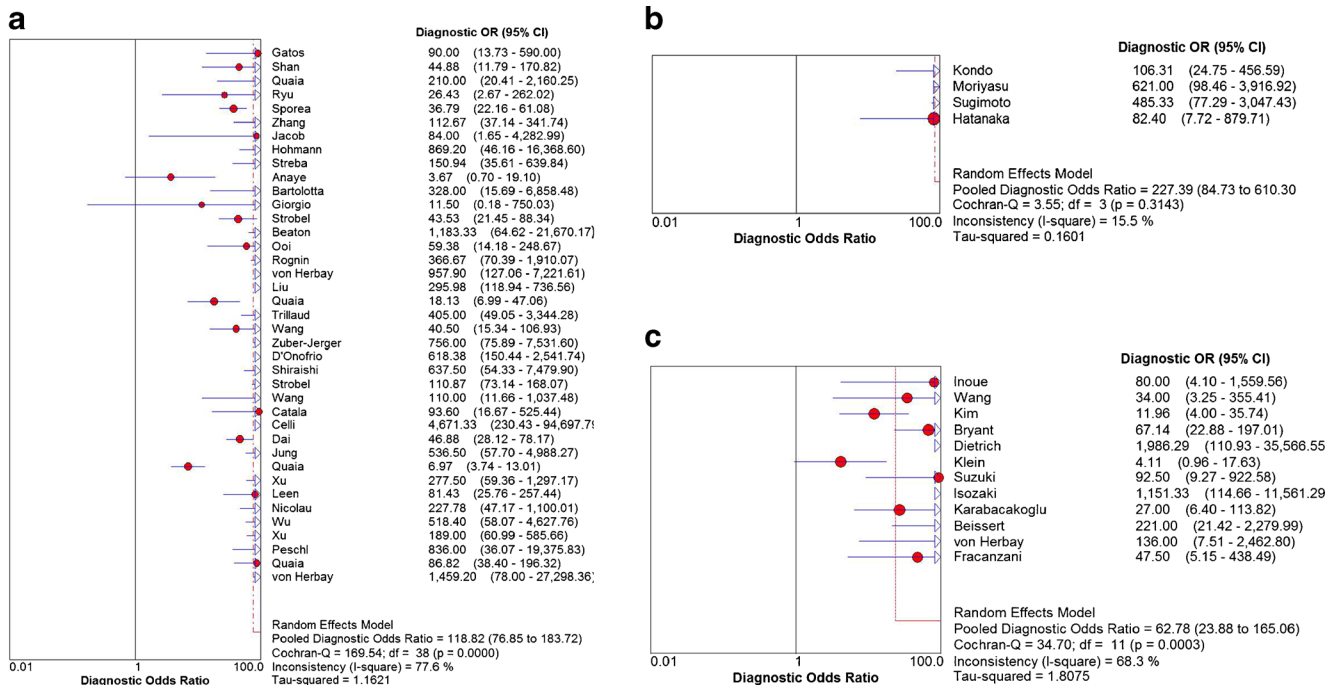 a
Diagnostic OR (95% CI)
Gatos 90.00 (13.73 - 590.00)
Shan 44.88 (11.79 - 170.82)
Quaia 210.00 (20.41 - 2,160.25)
Ryu 26.43 (2.67 - 262.02)
Sporea 36.79 (22.16 - 61.08)
Zhang 112.67 (37.14 - 341.74)
Jacob 84.00 (1.65 - 4,282.99)
Hohmann 869.20 (46.16 - 16,368.60)
Streba 150.94 (35.61 - 639.84)
Anaye 3.67 (0.70 - 19.10)
Bartolotta 328.00 (15.69 - 6,858.48)
Giorgio 11.50 (0.18 - 750.03)
Strobel 43.53 (21.45 - 88.34)
Beaton 1,183.33 (64.62 - 21,670.17)
Ooi 59.38 (14.18 - 248.67)
Rognin 366.67 (70.39 - 1,910.07)
von Herbay 957.90 (127.06 - 7,221.61)
Liu 295.98 (118.94 - 736.56)
Quaia 18.13 (6.99 - 47.06)
Trillaud 405.00 (49.05 - 3,344.28)
Wang 40.50 (15.34 - 106.93)
Zuber-Jerger 756.00 (75.89 - 7,531.60)
D'Onofrio 618.38 (150.44 - 2,541.74)
Shiraishi 637.50 (54.33 - 7,479.90)
Strobel 110.87 (73.14 - 168.07)
Wang 110.00 (11.66 - 1,037.48)
Catala 93.60 (16.67 - 525.44)
Celli 4,671.33 (230.43 - 94,697.79
Dai 46.88 (28.12 - 78.17)
Jung 536.50 (57.70 - 4,988.27)
Quaia 6.97 (3.74 - 13.01)
Xu 277.50 (59.36 - 1,297.17)
Leen 81.43 (25.76 - 257.44)
Nicolau 227.78 (47.17 - 1,100.01)
Wu 518.40 (58.07 - 4,627.76)
Xu 189.00 (60.99 - 585.66)
Peschl 836.00 (36.07 - 19,375.83)
Quaia 86.82 (38.40 - 196.32)
von Herbay 1,459.20 (78.00 - 27,298.36)
Random Effects Model
Pooled Diagnostic Odds Ratio = 118.82 (76.85 to 183.72)
Cochran-Q = 169.54; df = 38 (p = 0.0000)
Inconsistency (I-square) = 77.6 %
Tau-squared = 1.1621
0.01 1 100.0
Diagnostic Odds Ratio
b
Diagnostic OR (95% CI)
Kondo 106.31 (24.75 - 456.59)
Moriyasu 621.00 (98.46 - 3,916.92)
Sugimoto 485.33 (77.29 - 3,047.43)
Hatanaka 82.40 (7.72 - 879.71)
Random Effects Model
Pooled Diagnostic Odds Ratio = 227.39 (84.73 to 610.30
Cochran-Q = 3.55; df = 3 (p = 0.3143)
Inconsistency (I-square) = 15.5 %
Tau-squared = 0.1601
0.01 1 100.0
Diagnostic Odds Ratio
c
Diagnostic OR (95% CI)
Inoue 80.00 (4.10 - 1,559.56)
Wang 34.00 (3.25 - 355.41)
Kim 11.96 (4.00 - 35.74)
Bryant 67.14 (22.88 - 197.01)
Dietrich 1,986.29 (110.93 - 35,566.55
Klein 4.11 (0.96 - 17.63)
Suzuki 92.50 (9.27 - 922.58)
Isozaki 1,151.33 (114.66 - 11,561.29
Karabacakoglu 27.00 (6.40 - 113.82)
Beissert 221.00 (21.42 - 2,279.99)
von Herbay 136.00 (7.51 - 2,462.80)
Fracanzani 47.50 (5.15 - 438.49)
Random Effects Model
Pooled Diagnostic Odds Ratio = 62.78 (23.88 to 165.06)
Cochran-Q = 34.70; df = 11 (p = 0.0003)
Inconsistency (I-square) = 68.3 %
Tau-squared = 1.8075
0.01 1 100.0
Diagnostic Odds Ratio